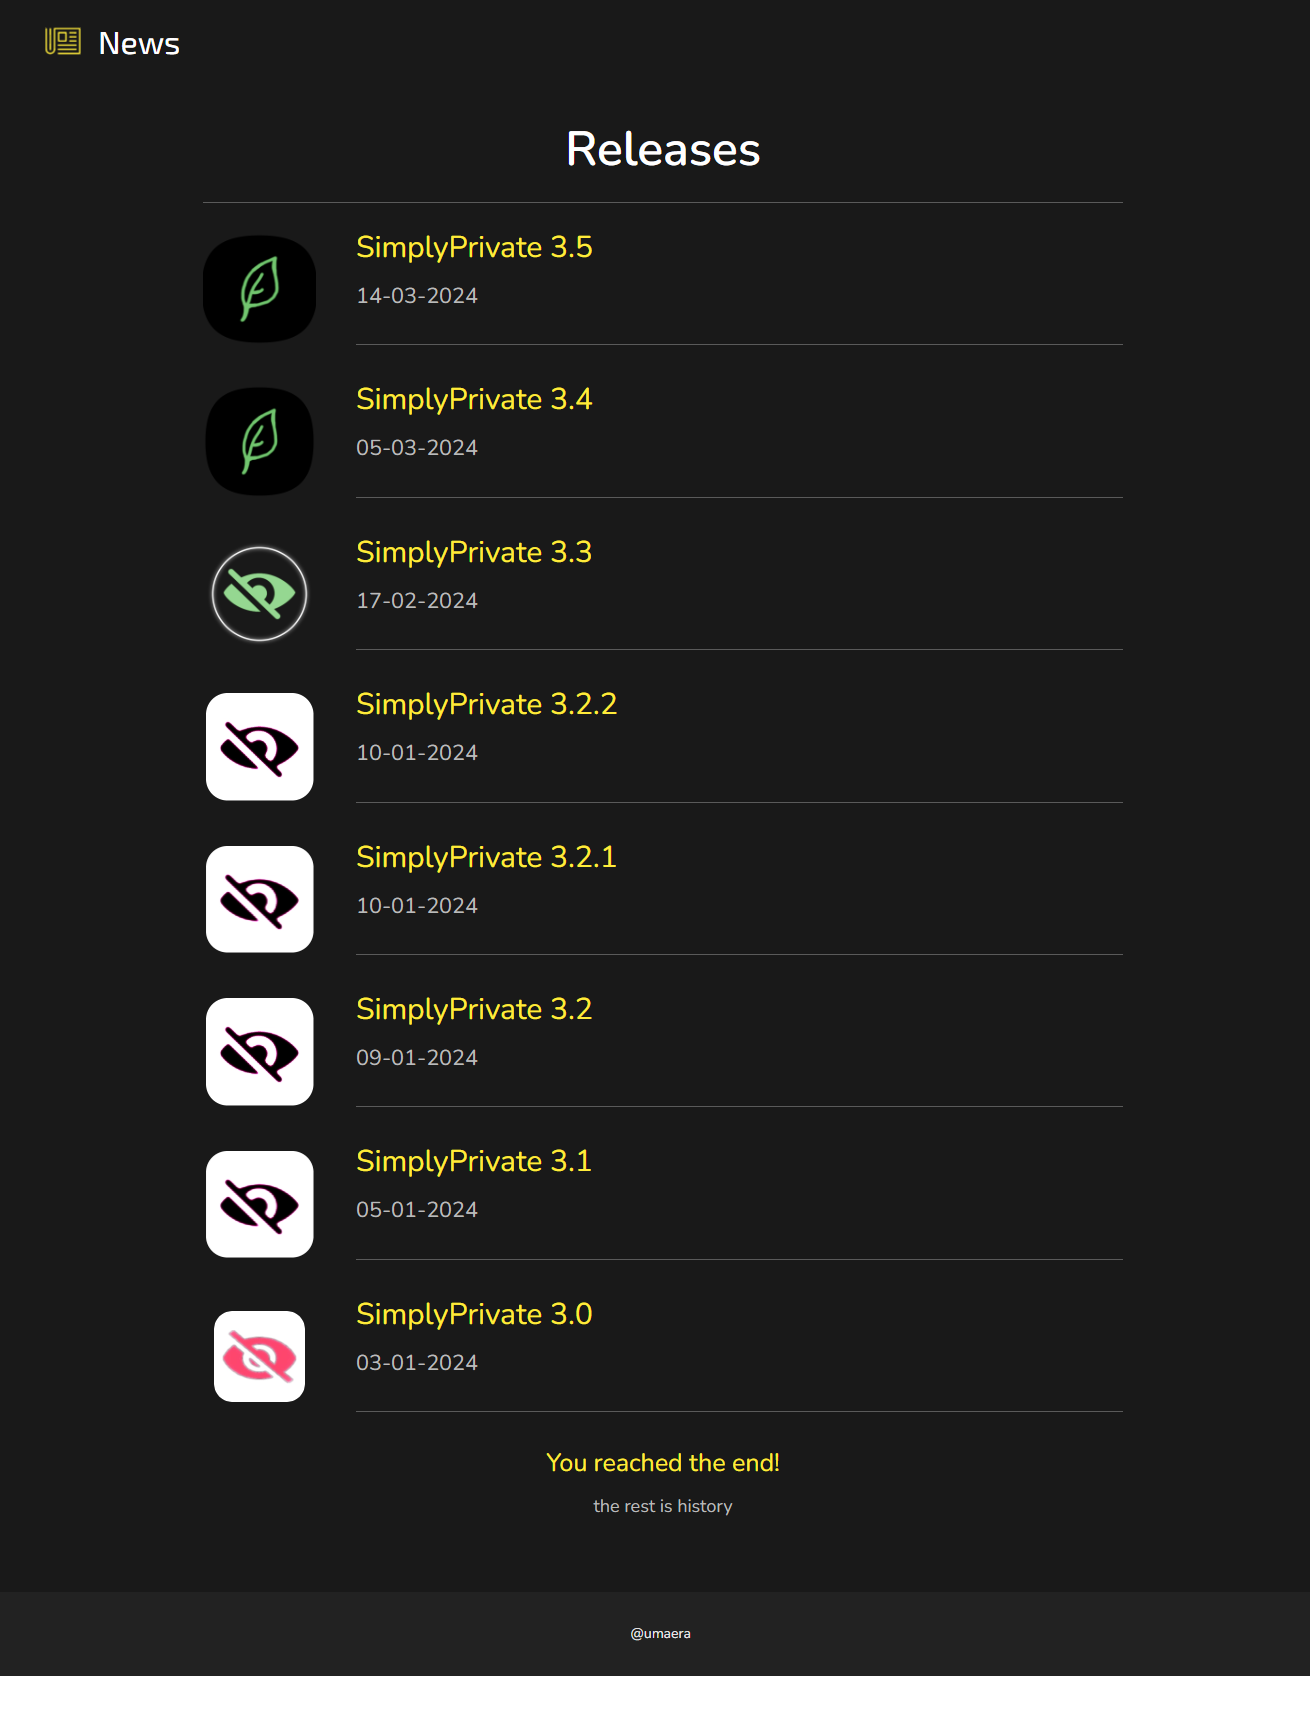 News
Releases
SimplyPrivate 3.5
14-03-2024
SimplyPrivate 3.4
05-03-2024
SimplyPrivate 3.3
17-02-2024
SimplyPrivate 3.2.2
10-01-2024
SimplyPrivate 3.2.1
10-01-2024
SimplyPrivate 3.2
09-01-2024
SimplyPrivate 3.1
05-01-2024
SimplyPrivate 3.0
03-01-2024
You reached the end!
the rest is history
@umaera